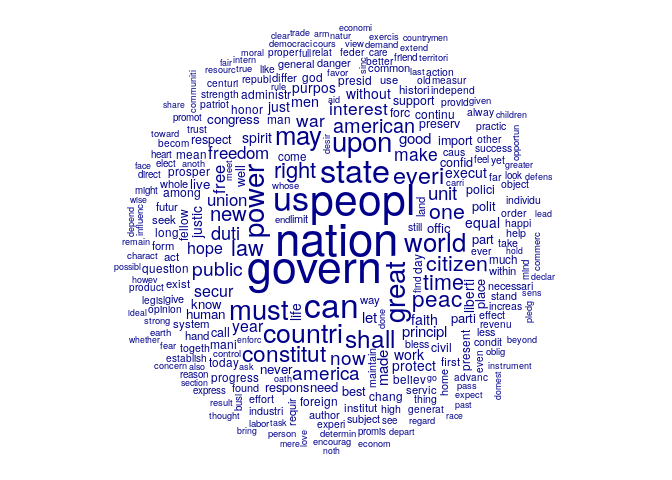 economi
clear trade arm natur exercis countrymen
democraci cours view demand extend
moral proper full relat feder care better friend territori
fair intern general danger sinc common last action
resourc true like republ differ god favor presid use old measur
communiti centuri purpos without histori independ
strength administr rule aid support provid given
share patriot honor just men interest forc continu alway children
promot congress man war american preserv practic
toward trust respect spirit may upon good import other opportun
becom freedom desir make caus success
heart mean come confid feel yet greater
face elect anoth free meet well right state everi execut far look defens
direct prosper whose carri object
might whole live among power us peopl unit polici individu
wise union endlimit land one polit order lead
depend influenc futur fellow justic new still offic equal happi
seek duti nation world part help
remain long law ever take hold commerc
charact form hope govern find day citizen much mind
possibl act question public great time within declar
howev product exist secur peac liberti place necessari sens
legisl give know must can way stand increas pledg
ideal opinion human life let done faith parti effect
strong system year countri shall principl revenu
earth hand call enforc less beyond
whether fear togeth mani constitut now bless civil present condit oblig
establish today control america made maintain work protect first even instrument
concern also ask never believ go advanc domest
reason progress oath responsneed best chang servic home pass
section found thing expect
express busi effort requir foreign institut high generat past
result industri author subject see regard race
thought labor task experi promis depart
bring person determin
mere love encourag econom
noth